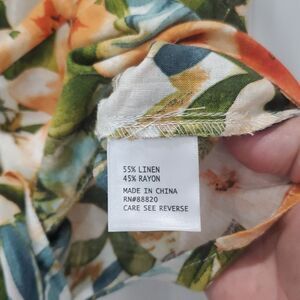 55% LINEN
45% RAYON
MADE IN CHINA
RN#88820
CARE SEE REVERSE